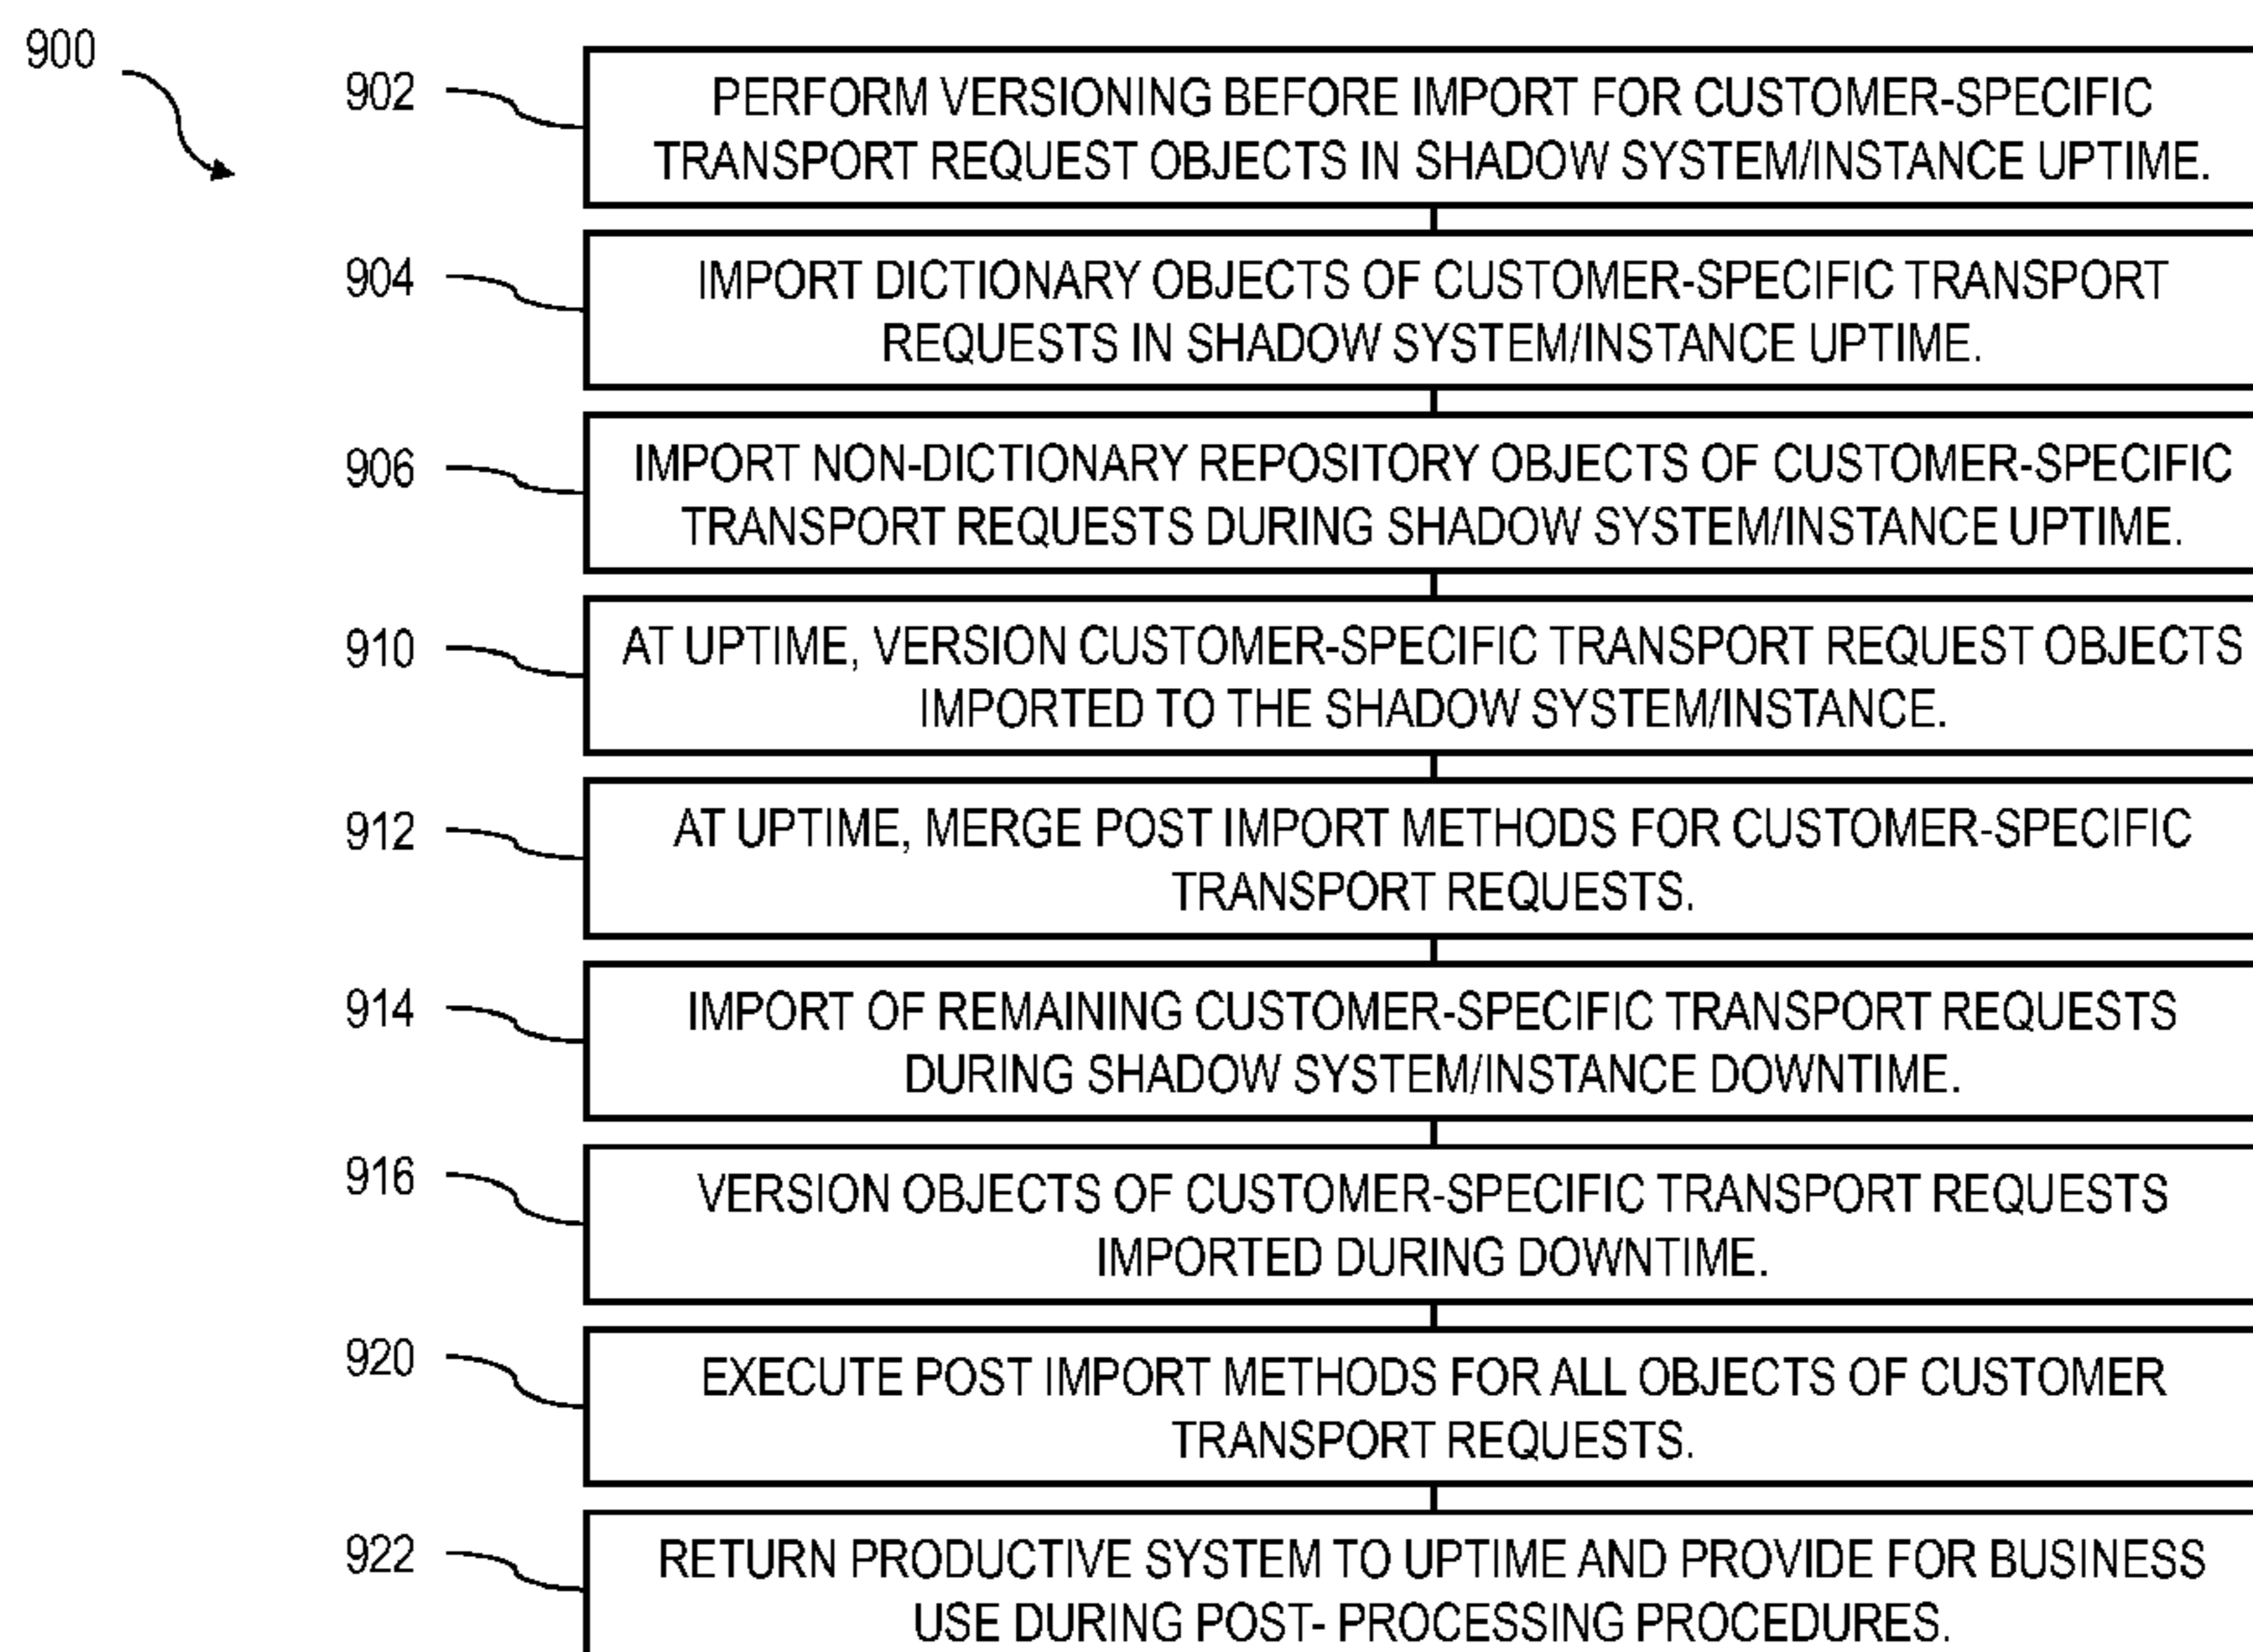 900
902
PERFORM VERSIONING BEFORE IMPORT FOR CUSTOMER-SPECIFIC
TRANSPORT REQUEST OBJECTS IN SHADOW SYSTEM/INSTANCE UPTIME.
904
IMPORT DICTIONARY OBJECTS OF CUSTOMER-SPECIFIC TRANSPORT
REQUESTS IN SHADOW SYSTEM/INSTANCE UPTIME.
906
IMPORT NON-DICTIONARY REPOSITORY OBJECTS OF CUSTOMER-SPECIFIC
TRANSPORT REQUESTS DURING SHADOW SYSTEM/INSTANCE UPTIME.
910
AT UPTIME, VERSION CUSTOMER-SPECIFIC TRANSPORT REQUEST OBJECTS
IMPORTED TO THE SHADOW SYSTEM/INSTANCE.
912
AT UPTIME, MERGE POST IMPORT METHODS FOR CUSTOMER-SPECIFIC
TRANSPORT REQUESTS.
914
IMPORT OF REMAINING CUSTOMER-SPECIFIC TRANSPORT REQUESTS
DURING SHADOW SYSTEM/INSTANCE DOWNTIME.
916
VERSION OBJECTS OF CUSTOMER-SPECIFIC TRANSPORT REQUESTS
IMPORTED DURING DOWNTIME.
920
EXECUTE POST IMPORT METHODS FOR ALL OBJECTS OF CUSTOMER
TRANSPORT REQUESTS.
922
RETURN PRODUCTIVE SYSTEM TO UPTIME AND PROVIDE FOR BUSINESS
USE DURING POST- PROCESSING PROCEDURES.